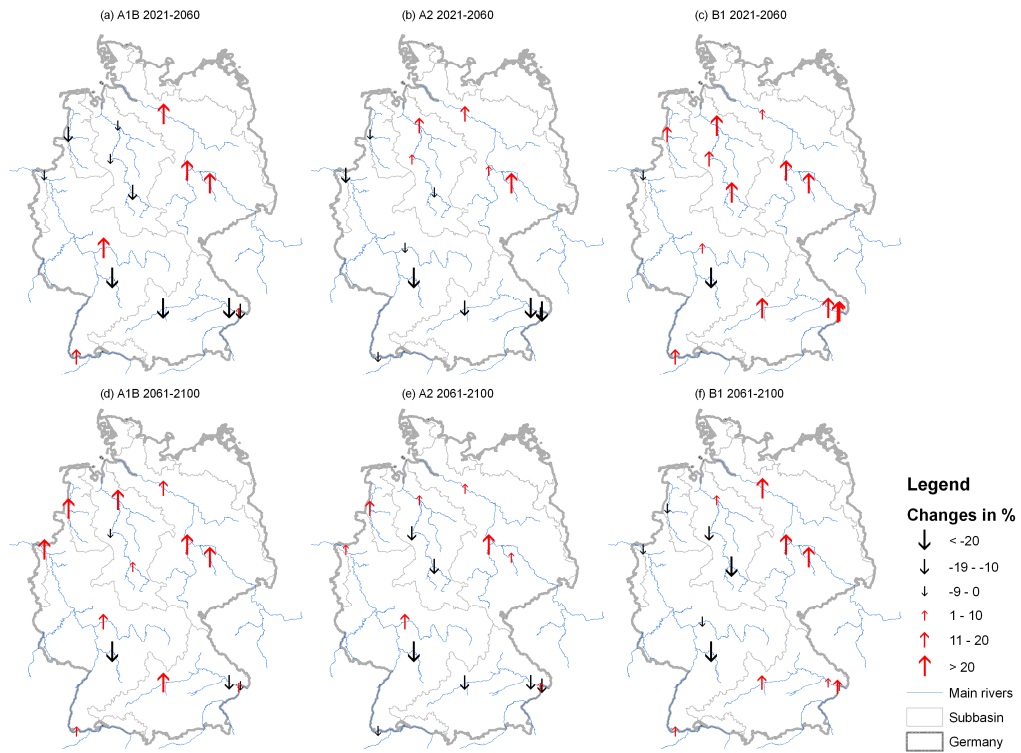 (a) A1B 2021-2060
(b) A2 2021-2060
(c) B1 2021-2060
(d) A1B 2061-2100
(e) A2 2061-2100
(f) B1 2061-2100
Legend
Changes in %
< -20
-19 - -10
-9 - 0
1 - 10
11 - 20
> 20
Main rivers
Subbasin
Germany